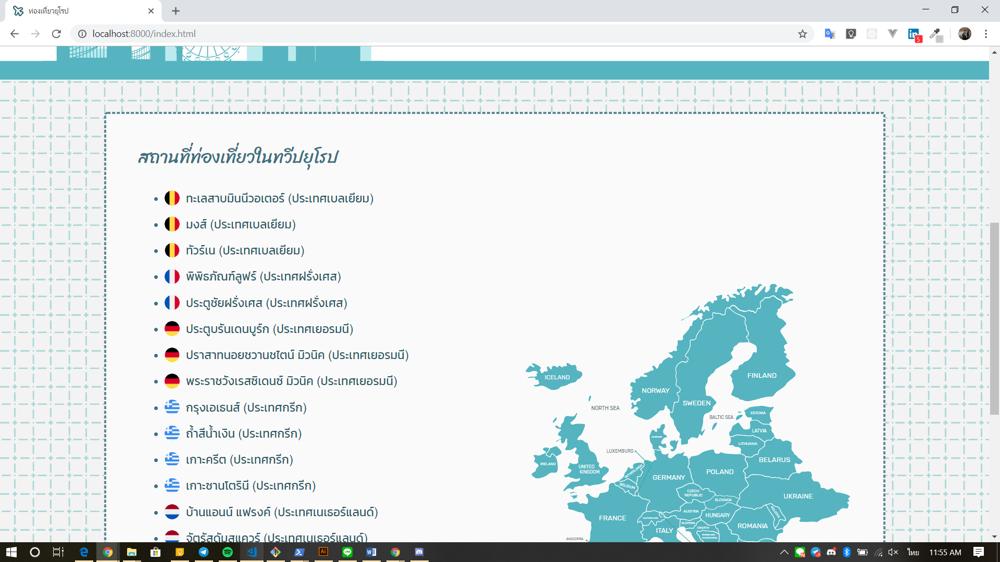 ท่องเที่ยวยุโรป
localhost:8000/index.html
5
สถานที่ท่องเที่ยวในทวีปยุโรป
ทะเลสาบมินนีวอเตอร์ (ประเทศเบลเยียม)
มงส์ (ประเทศเบลเยียม)
ทัวร์เน (ประเทศเบลเยียม)
พิพิธภัณฑ์ลูฟร์ (ประเทศฝรั่งเศส)
ประตูชัยฝรั่งเศส (ประเทศฝรั่งเศส)
ประตูบรันเดนบูร์ก (ประเทศเยอรมนี)
ปราสาทนอยชวานชไตน์ มิวนิค (ประเทศเยอรมนี)
พระราชวังเรสซิเดนซ์ มิวนิค (ประเทศเยอรมนี)
กรุงเอเธนส์ (ประเทศกรีก)
ถ้ำสีน้ำเงิน (ประเทศกรีก)
เกาะครีต (ประเทศกรีก)
เกาะซานโตรินี (ประเทศกรีก)
บ้านแอนน์ แฟรงค์ (ประเทศเนเธอร์แลนด์)
จัตุรัสดัมสแควร์ (ประเทศเนเธอร์แลนด์)
ICELAND
NORWAY
SWEDEN
FINLAND
NORTH SEA
BALTIC SEA
ESTONIA
LATVIA
LITHUANIA
DENMARK
LUXEMBURG
IRELAND
UNITED
KINGDOM
NETHERLANDS
BELGIUM
GERMANY
POLAND
BELARUS
UKRAINE
CZECH
REPUBLIC
SLOVAKIA
MOLDOVA
FRANCE
SWITZERLAND
AUSTRIA
HUNGARY
SLOVENIA
CROATIA
ROMANIA
ITALY
ANDORRA
ไทย
11:55 AM